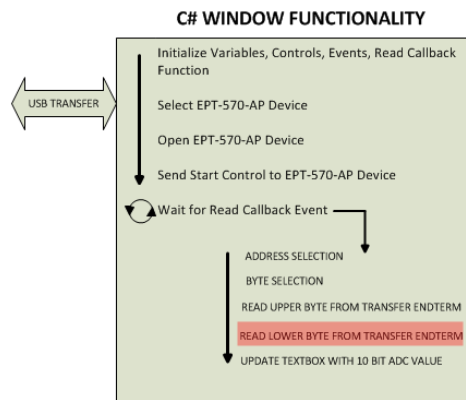 C# WINDOW FUNCTIONALITY
USB TRANSFER
Initialize Variables, Controls, Events, Read Callback
Function
Select EPT-570-AP Device
Open EPT-570-AP Device
Send Start Control to EPT-570-AP Device
Wait for Read Callback Event
ADDRESS SELECTION
BYTE SELECTION
READ UPPER BYTE FROM TRANSFER ENDTERM
READ LOWER BYTE FROM TRANSFER ENDTERM
UPDATE TEXTBOX WITH 10 BIT ADC VALUE